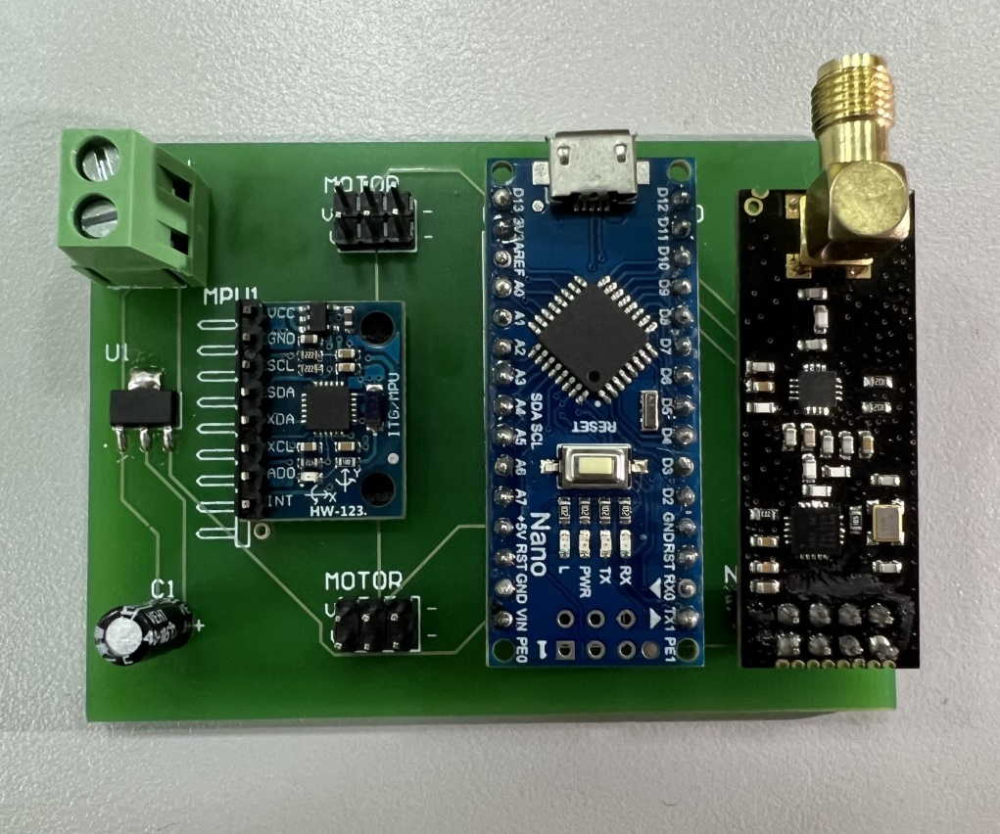 MOTOR
MPU1
VCC
GND
SCL
SDA
XDA
XCL
ADO
INT
ITG/MPU
HW-123.
Y
X
U1
C1
VEHT
+
MOTOR
D13
3V3
AREF
A0
A1
A2
A3
A4
A5
A6
A7
+5V
RST
GND
VIN
PE0
SDA SCL
RESET
Nano
L
PWR
TX
RX
1
D12
D11
D10
D9
D8
D7
D6
D5
D4
D3
D2
GND
RST
RX0
TX1
PE1
N